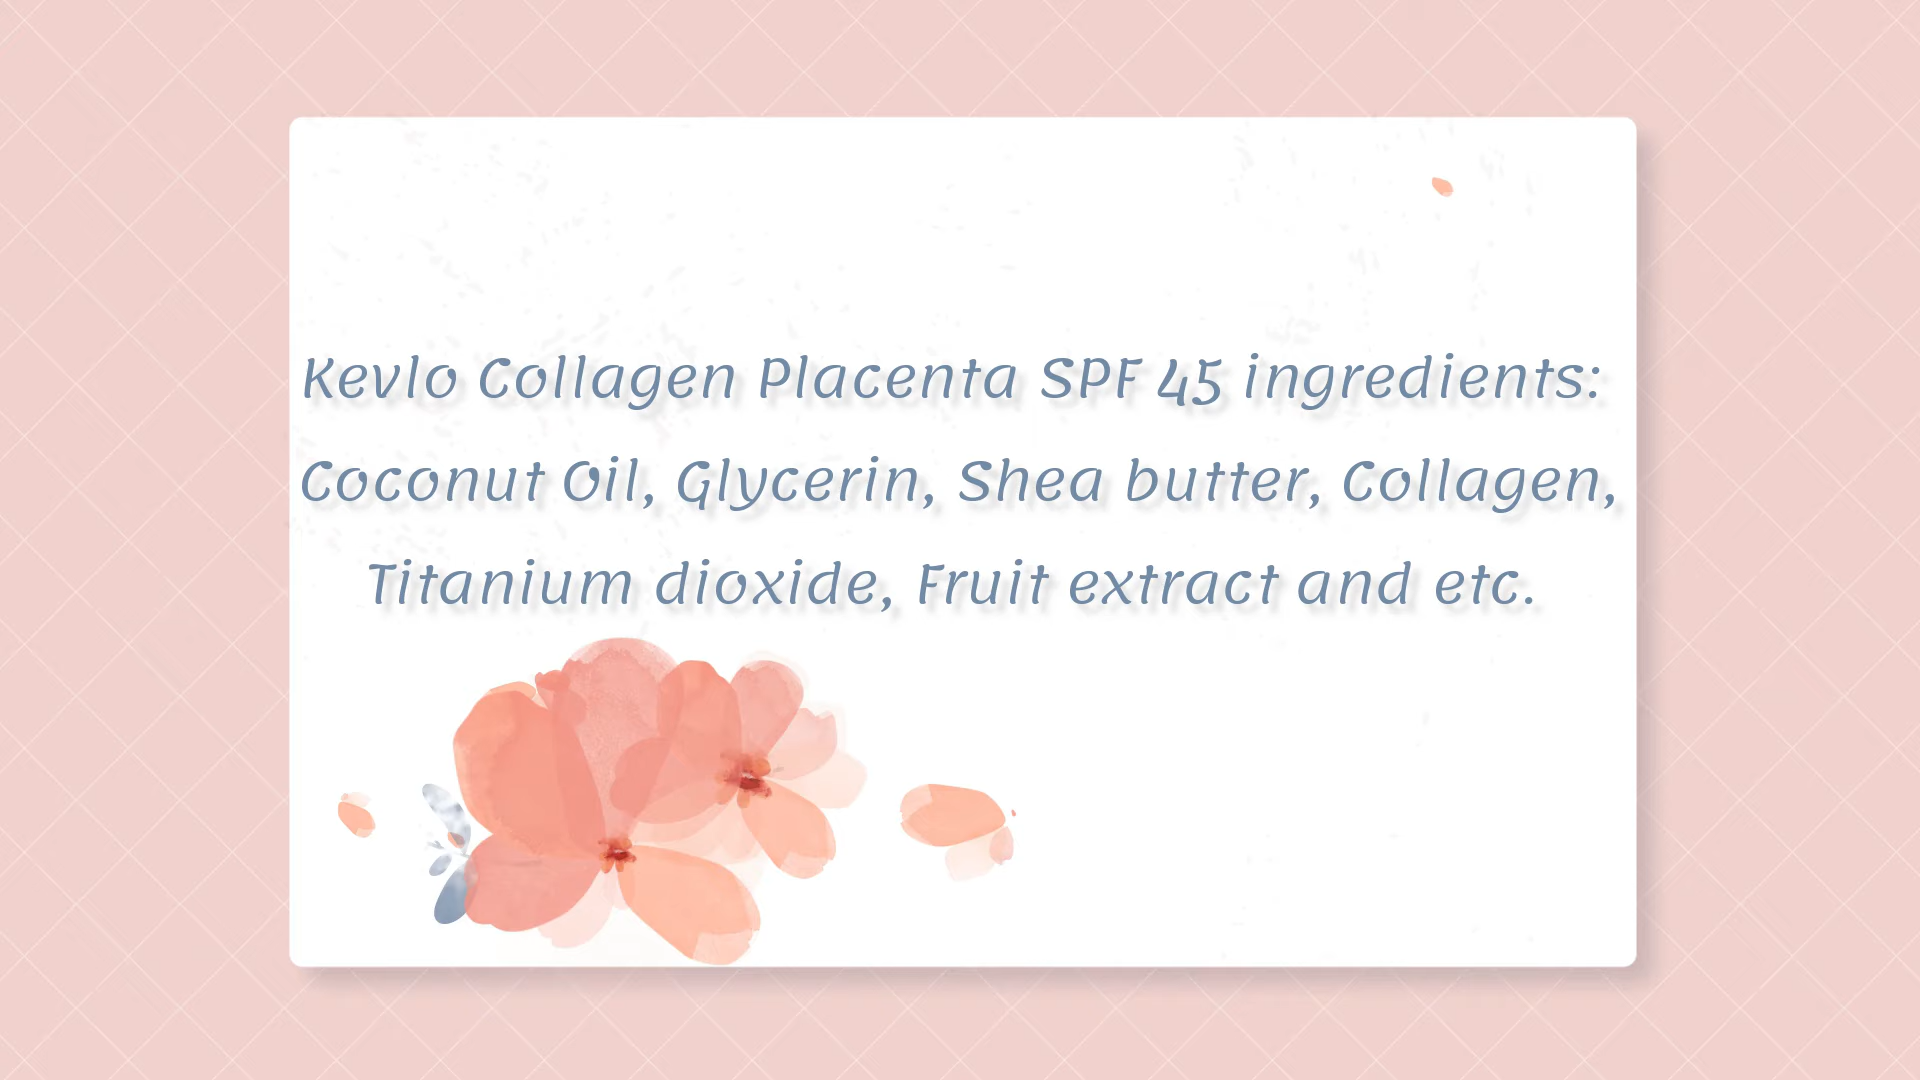 Kevlo Collagen Placenta SPF 45 ingredients:
Coconut Oil, Glycerin, Shea butter, Collagen,
Titanium dioxide, Fruit extract and etc.